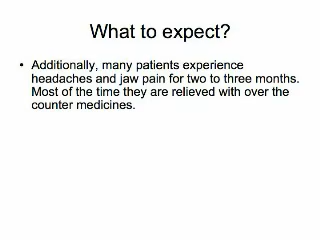 What to expect?
• Additionally, many patients experience
headaches and jaw pain for two to three months.
Most of the time they are relieved with over the
counter medicines.